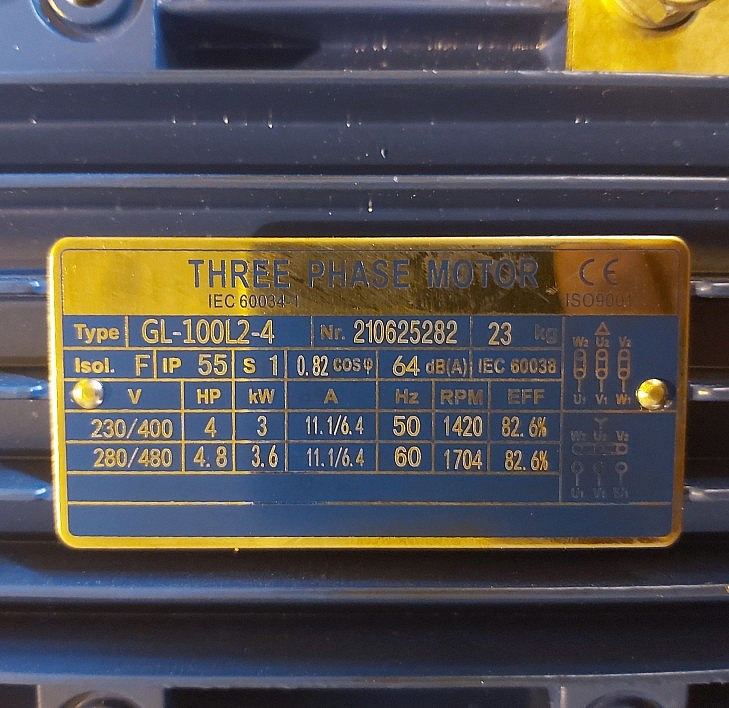 THREE PHASE MOTOR CE
IEC 60034-1 ISO9001
Type GL-100L2-4 Nr. 210625282 23 kg
Isol. F IP 55 S 1 0.82 cosφ 64 dB(A) IEC 60038
V HP kW A Hz RPM EFF
230/400 4 3 11.1/6.4 50 1420 82.6%
280/480 4.8 3.6 11.1/6.4 60 1704 82.6%
△
W2 U2 V2
U1 V1 W1
Y
W2 U2 V2
U1 V1